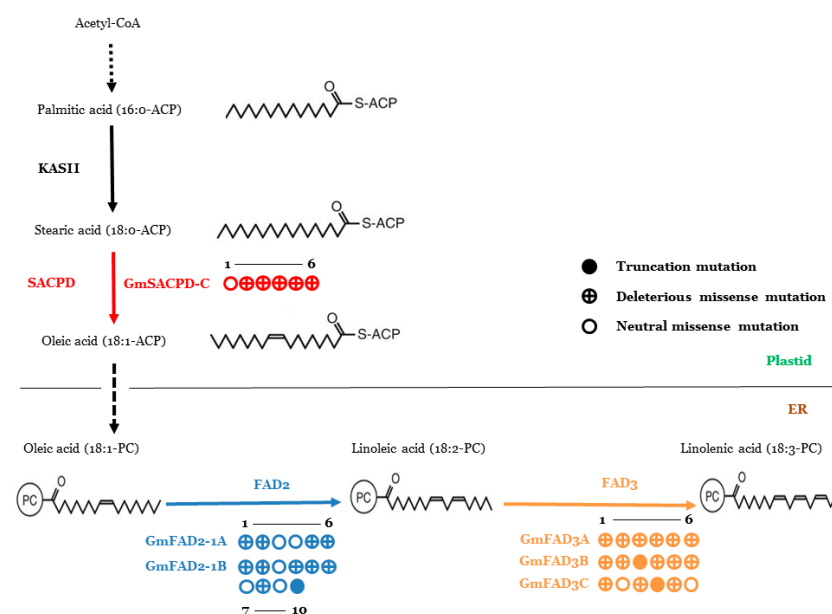 Acetyl-CoA
Palmitic acid (16:0-ACP)
O
S-ACP
KASII
Stearic acid (18:0-ACP)
O
S-ACP
1 6
SACPD
GmSACPD-C
Truncation mutation
Deleterious missense mutation
Neutral missense mutation
Oleic acid (18:1-ACP)
O
S-ACP
Plastid
ER
Oleic acid (18:1-PC)
Linoleic acid (18:2-PC)
Linolenic acid (18:3-PC)
PC
O
FAD2
PC
O
FAD3
PC
O
1 6
GmFAD2-1A
GmFAD2-1B
7 10
1 6
GmFAD3A
GmFAD3B
GmFAD3C